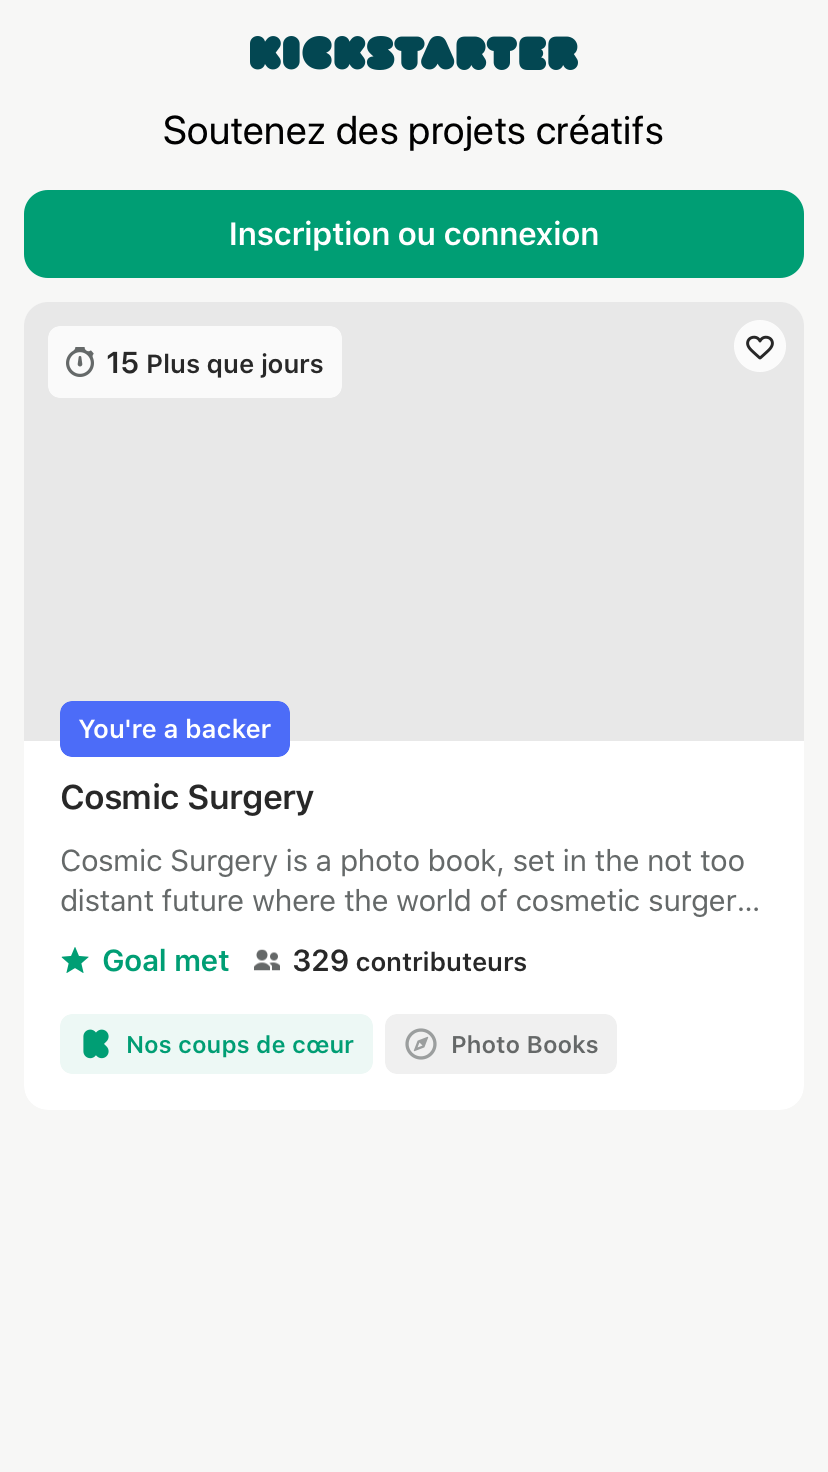 KICKSTARTER
Soutenez des projets créatifs
Inscription ou connexion
15 Plus que jours
You're a backer
Cosmic Surgery
Cosmic Surgery is a photo book, set in the not too
distant future where the world of cosmetic surger...
Goal met 329 contributeurs
Nos coups de cœur Photo Books